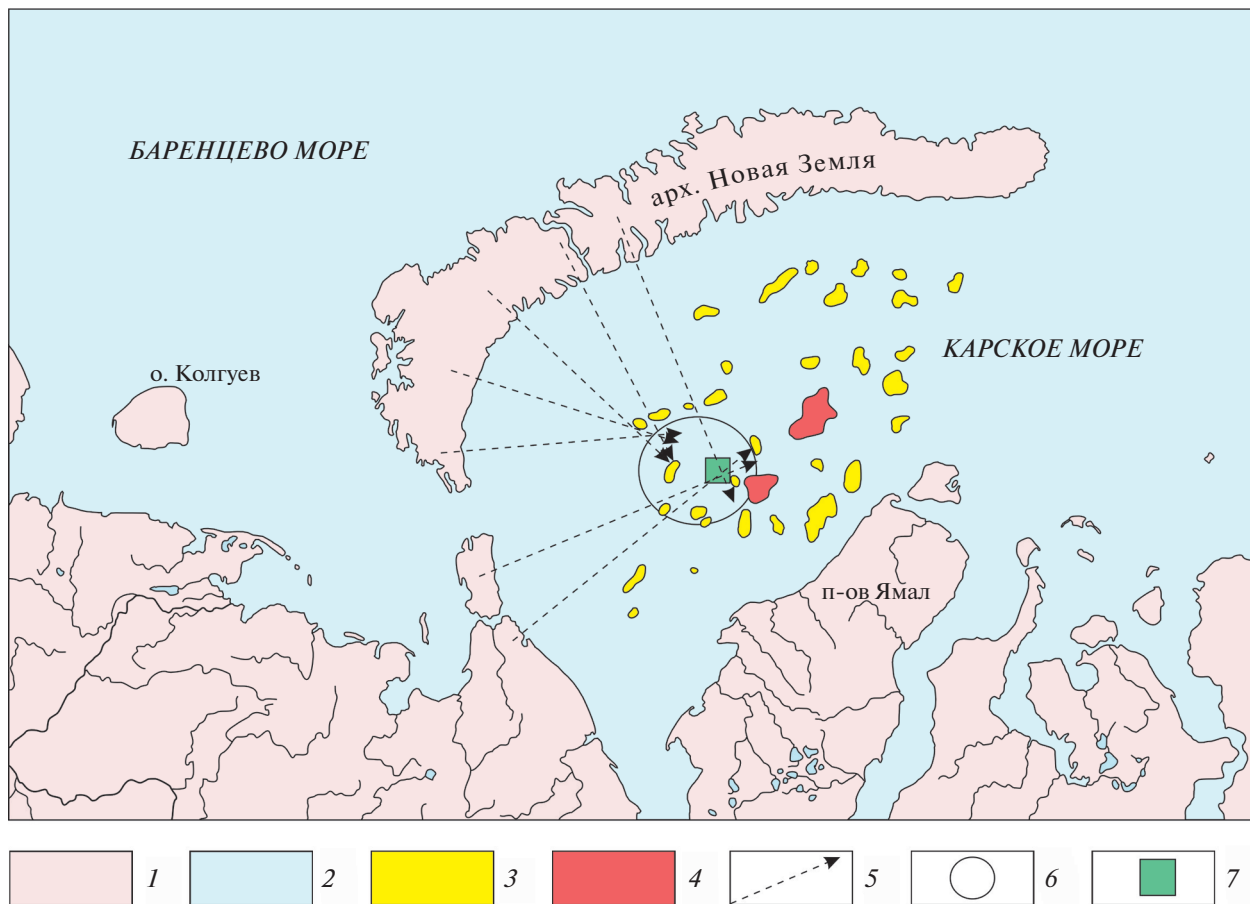 БАРЕНЦЕВО МОРЕ
арх. Новая Земля
КАРСКОЕ МОРЕ
о. Колгуев
п-ов Ямал
1 2 3 4 5 6 7